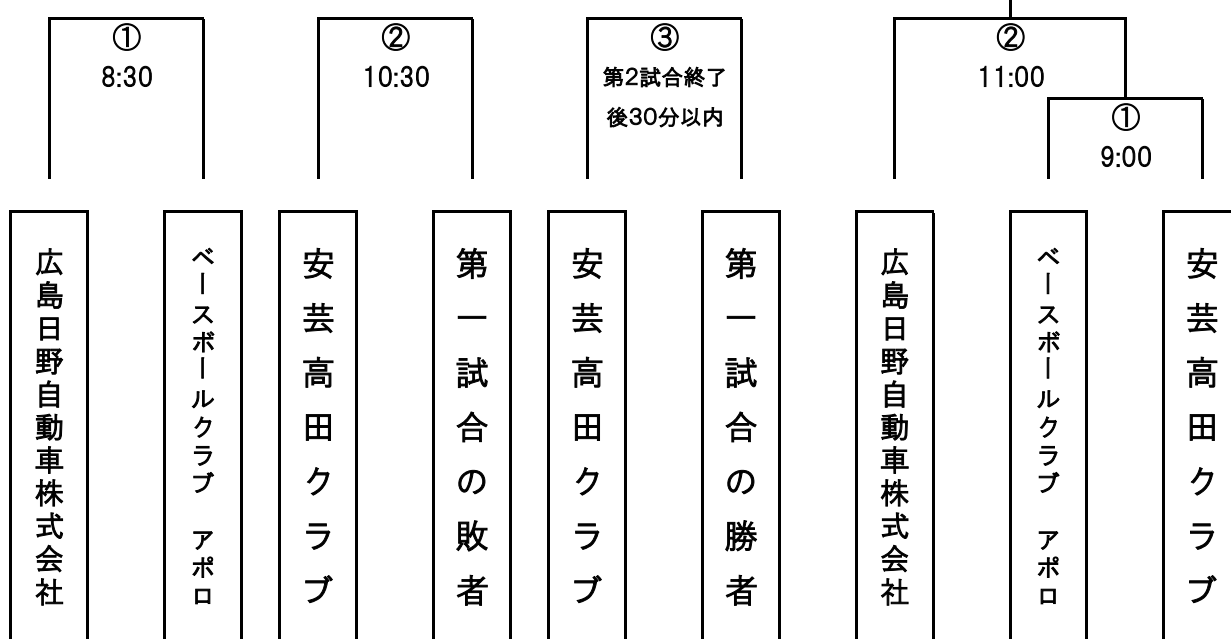 ①
8:30
②
10:30
③
第2試合終了
後30分以内
②
11:00
①
9:00
広島日野自動車株式会社
ベースボールクラブ　アポロ
安芸高田クラブ
第一試合の敗者
安芸高田クラブ
第一試合の勝者
広島日野自動車株式会社
ベースボールクラブ　アポロ
安芸高田クラブ